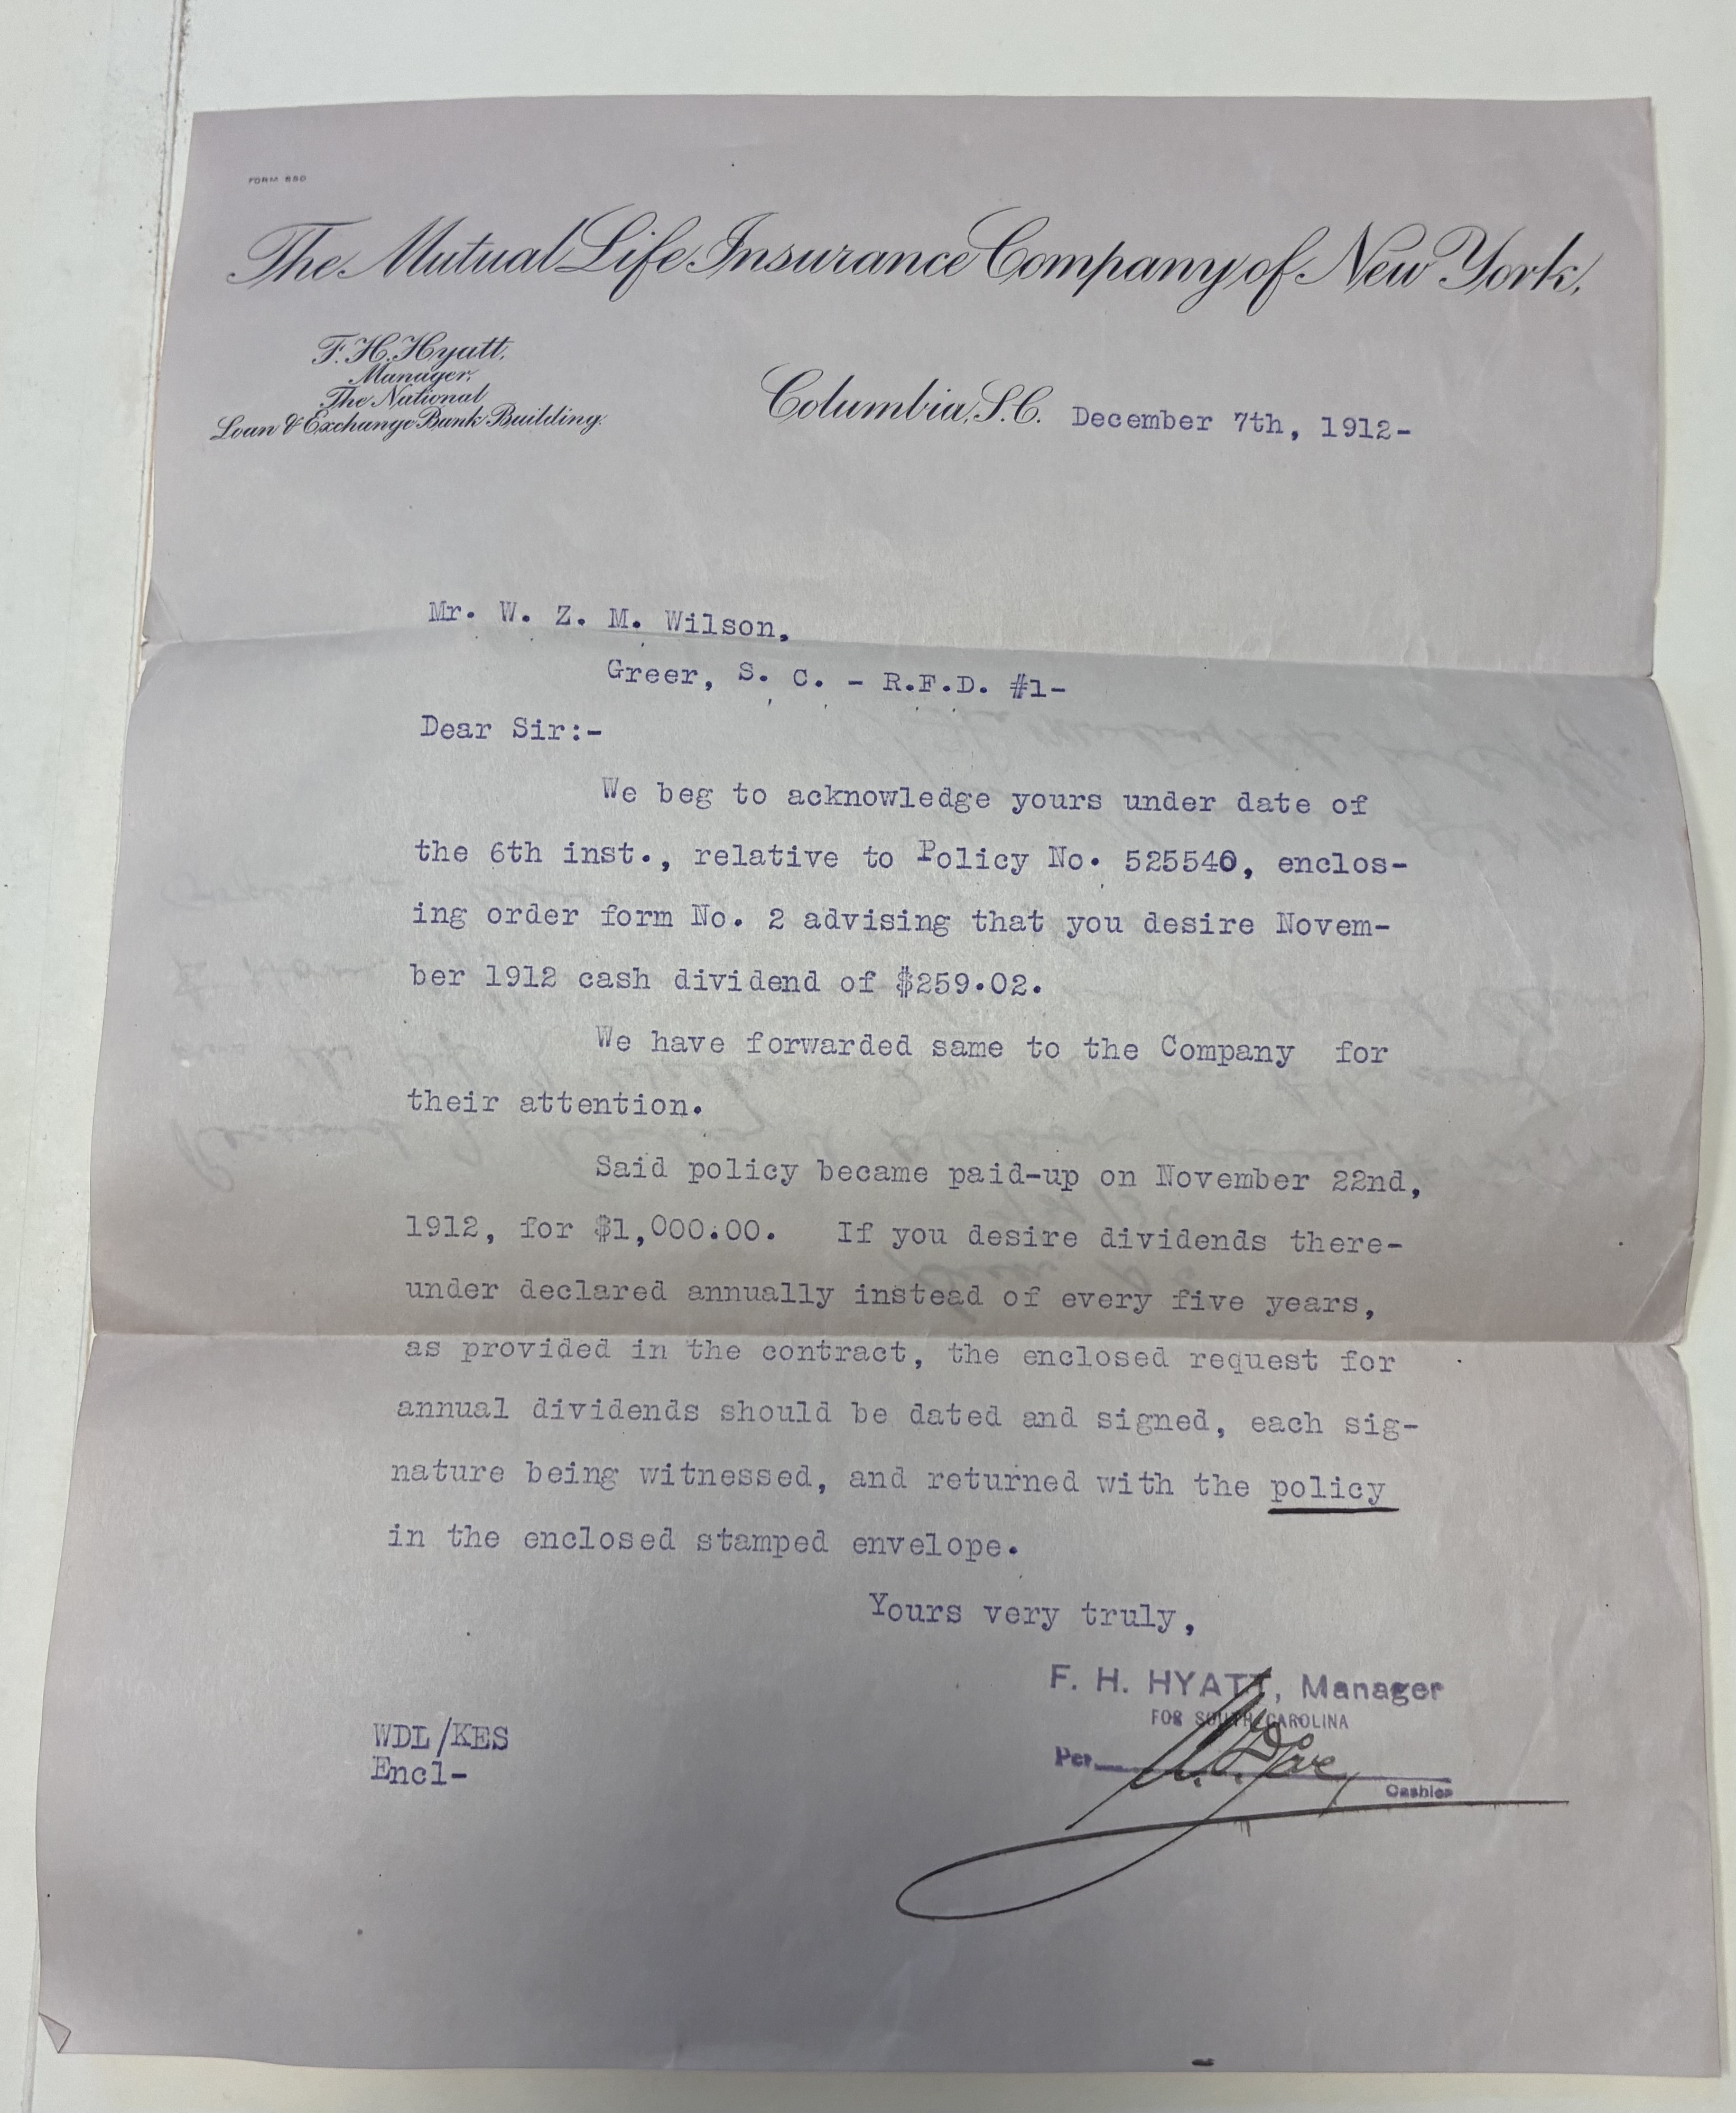 FORM 880
The Mutual Life Insurance Company of New York,
F. H. Hyatt,
Manager,
The National
Loan & Exchange Bank Building.
Columbia, S.C. December 7th, 1912-
Mr. W. Z. M. Wilson,
Greer, S. C. - R.F.D. #1-
Dear Sir:-
We beg to acknowledge yours under date of
the 6th inst., relative to Policy No. 525540, enclos-
ing order form No. 2 advising that you desire Novem-
ber 1912 cash dividend of $259.02.
We have forwarded same to the Company for
their attention.
Said policy became paid-up on November 22nd,
1912, for $1,000.00. If you desire dividends there-
under declared annually instead of every five years,
as provided in the contract, the enclosed request for
annual dividends should be dated and signed, each sig-
nature being witnessed, and returned with the policy
in the enclosed stamped envelope.
Yours very truly,
F. H. HYATT, Manager
FOR SOUTH CAROLINA
Per
Cashier
WDL/KES
Encl-